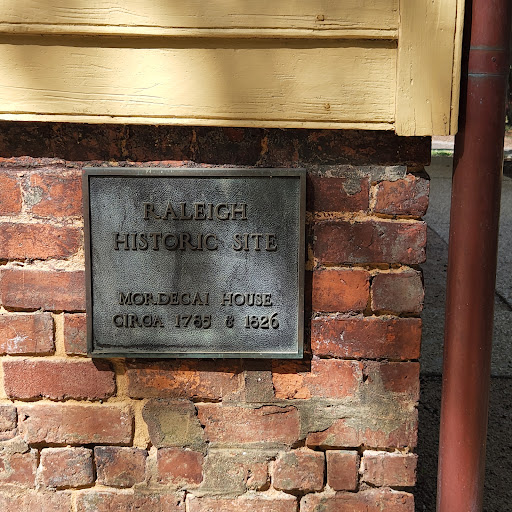 RALEIGH
HISTORIC SITE
MORDECAI HOUSE
CIRCA 1785 & 1826